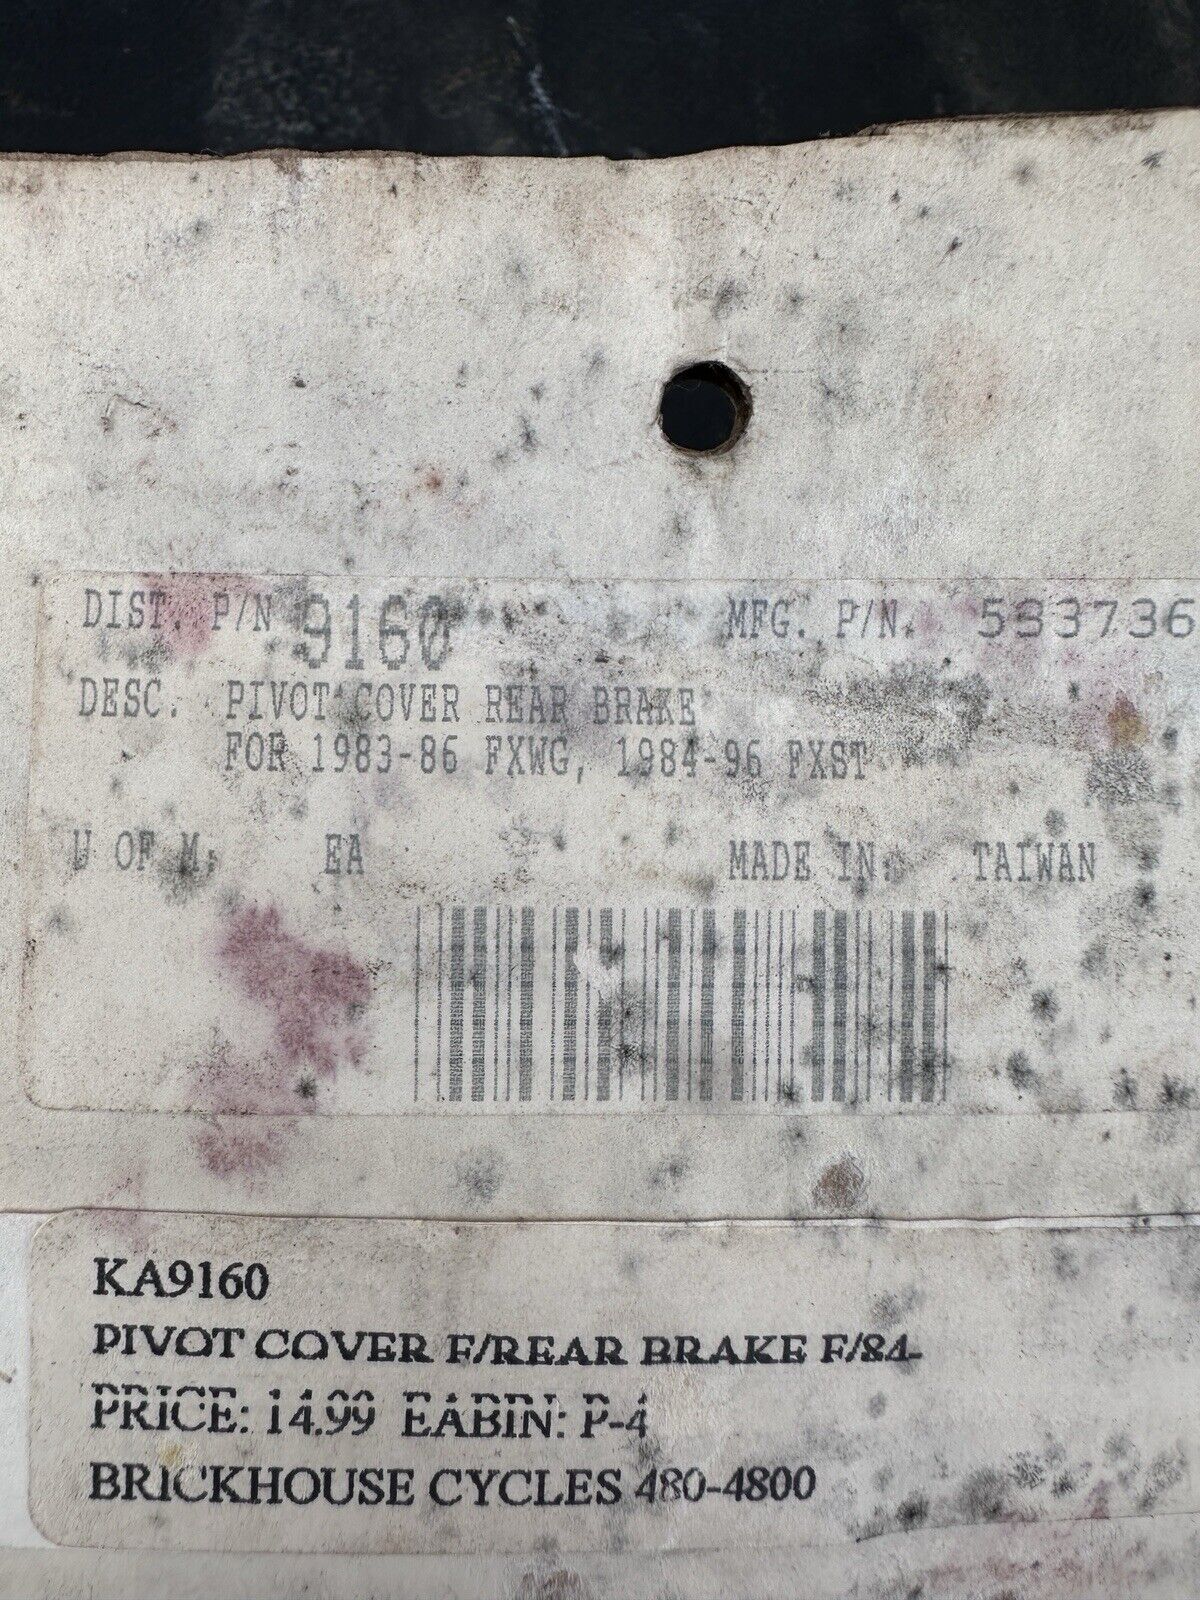 DIST. P/N 9160 MFG. P/N. 533736
DESC. PIVOT COVER REAR BRAKE
FOR 1983-86 FXWG, 1984-96 FXST
U OF M. EA MADE IN: TAIWAN
KA9160
PIVOT COVER F/REAR BRAKE F/84-
PRICE: 14.99 EABIN: P-4
BRICKHOUSE CYCLES 480-4800